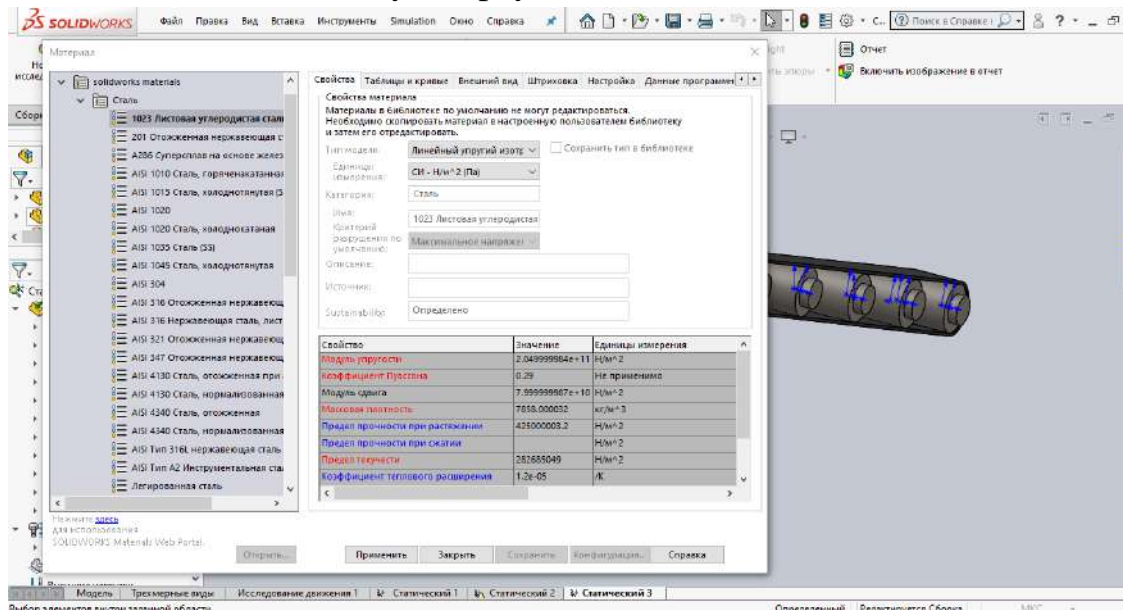 SOLIDWORKS Файл Правка Вид Вставка Инструменты Simulation Окно Справка
С... Поиск в Справке
Отчет
Включить изображение в отчет
Материал
solidworks materials
Сталь
1023 Листовая углеродистая стал
201 Отожженная нержавеющая с
A286 Суперсплав на основе желез
AISI 1010 Сталь, горяченакатанная
AISI 1015 Сталь, холоднотянутая (S
AISI 1020
AISI 1020 Сталь, холоднокатаная
AISI 1035 Сталь (SS)
AISI 1045 Сталь, холоднотянутая
AISI 304
AISI 316 Отожженная нержавеющ
AISI 316 Нержавеющая сталь, лист
AISI 321 Отожженная нержавеющ
AISI 347 Отожженная нержавеющ
AISI 4130 Сталь, отожженная при
AISI 4130 Сталь, нормализованная
AISI 4340 Сталь, отожженная
AISI 4340 Сталь, нормализованная
AISI Тип 316L нержавеющая сталь
AISI Тип A2 Инструментальная ста
Легированная сталь
Нажмите здесь
для использования
SOLIDWORKS Materials Web Portal.
Открыть...
Свойства Таблицы и кривые Внешний вид Штриховка Настройка Данные программн
Свойства материала
Материалы в библиотеке по умолчанию не могут редактироваться.
Необходимо скопировать материал в настроенную пользователем библиотеку
и затем его отредактировать.
Тип модели: Линейный упругий изотр Сохранить тип в библиотеке
Единицы измерения: СИ - Н/м^2 (Па)
Категория: Сталь
Имя: 1023 Листовая углеродистая
Критерий разрушения по умолчанию: Максимальное напряже
Описание:
Источник:
Sustainability: Определено
Свойство Значение Единицы измерения
Модуль упругости 2.049999984e+11 Н/м^2
Коэффициент Пуассона 0.29 Не применимо
Модуль сдвига 7.999999987e+10 Н/м^2
Массовая плотность 7858.000032 кг/м^3
Предел прочности при растяжении 425000003.2 Н/м^2
Предел прочности при сжатии Н/м^2
Предел текучести 282685049 Н/м^2
Коэффициент теплового расширения 1.2e-05 /K
Применить Закрыть Сохранить Конфигурация... Справка
Модель Трехмерные виды Исследование движения 1 Статический 1 Статический 2 Статический 3
Определенный Редактируется Сборка ММГС